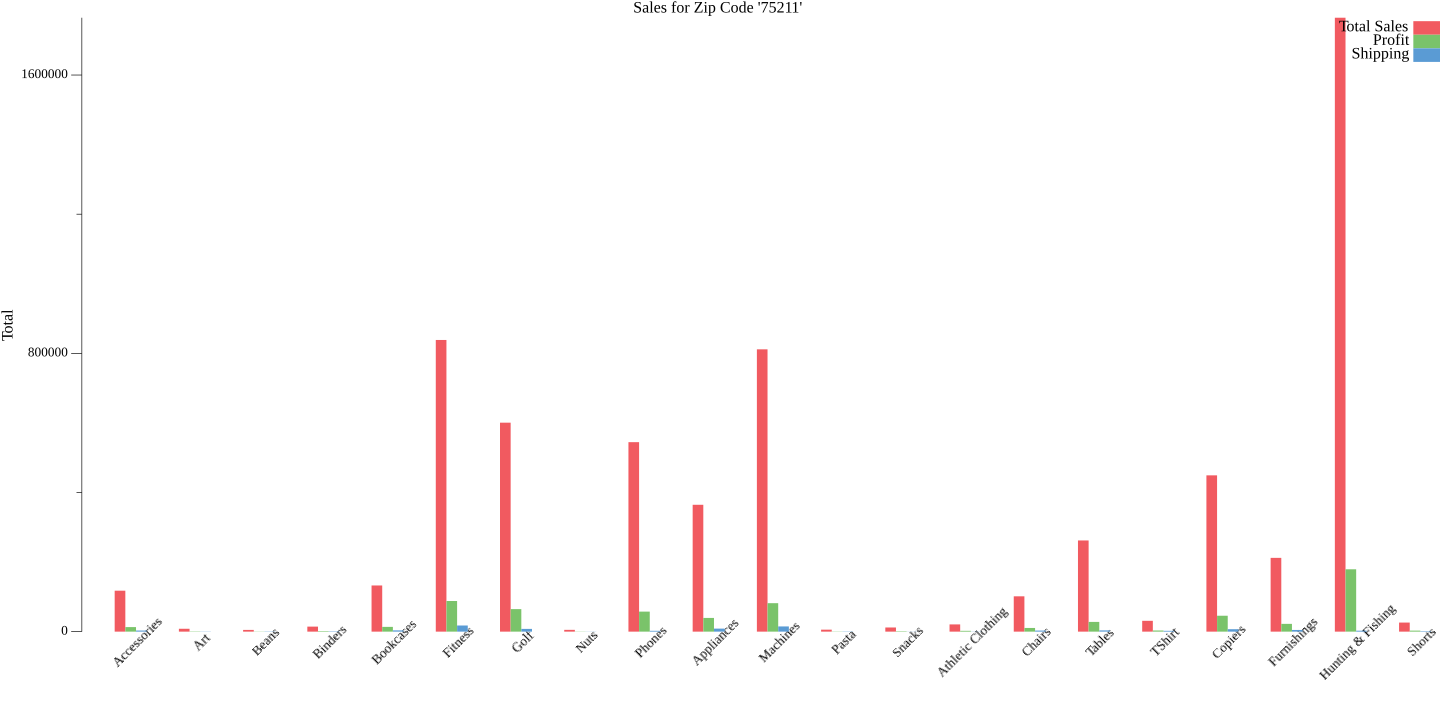 Sales for Zip Code '75211'
Total Sales
Profit
Shipping
1600000
800000
0
Total
Accessories
Art
Beans
Binders
Bookcases
Fitness
Golf
Nuts
Phones
Appliances
Machines
Pasta
Snacks
Athletic Clothing
Chairs
Tables
TShirt
Copiers
Furnishings
Hunting & Fishing
Shorts